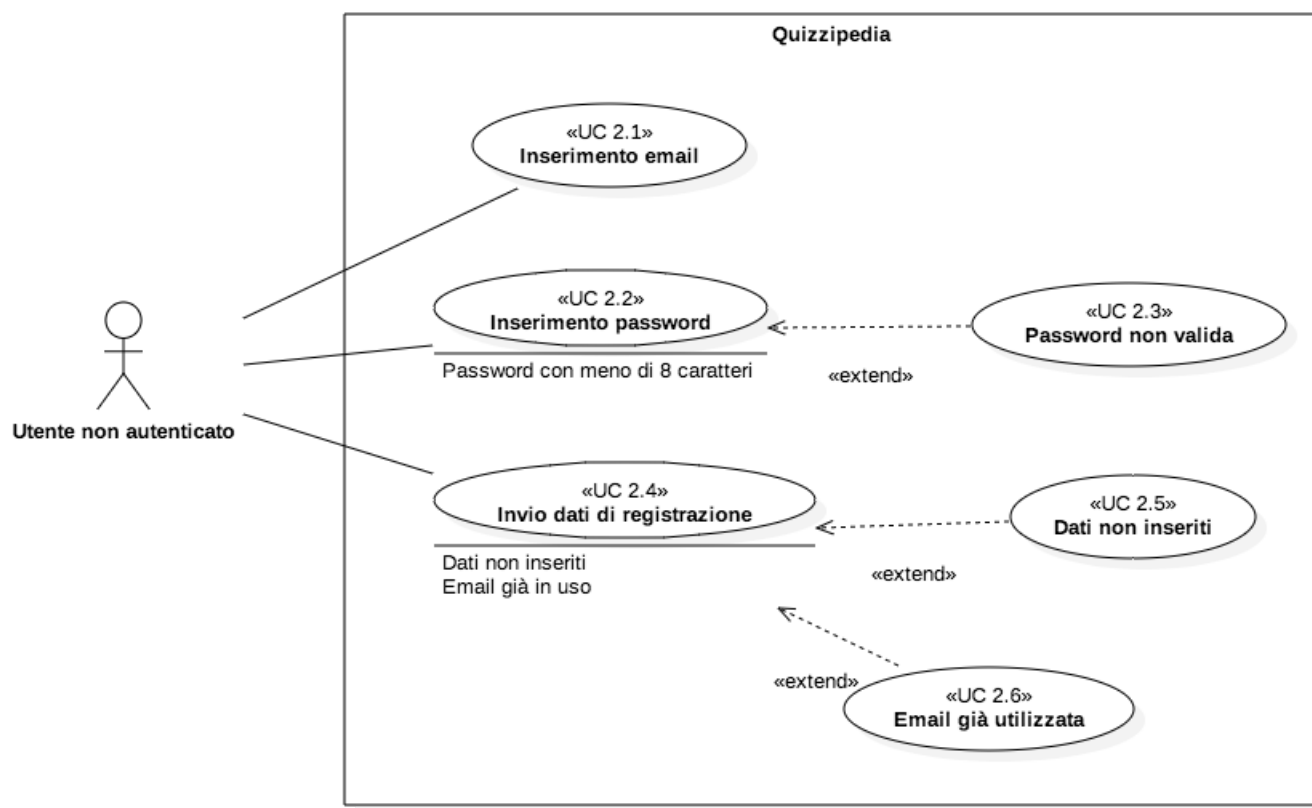 Quizzipedia
«UC 2.1»
Inserimento email
«UC 2.2»
Inserimento password
Password con meno di 8 caratteri
«UC 2.3»
Password non valida
«extend»
Utente non autenticato
«UC 2.4»
Invio dati di registrazione
Dati non inseriti
Email già in uso
«UC 2.5»
Dati non inseriti
«extend»
«extend»
«UC 2.6»
Email già utilizzata